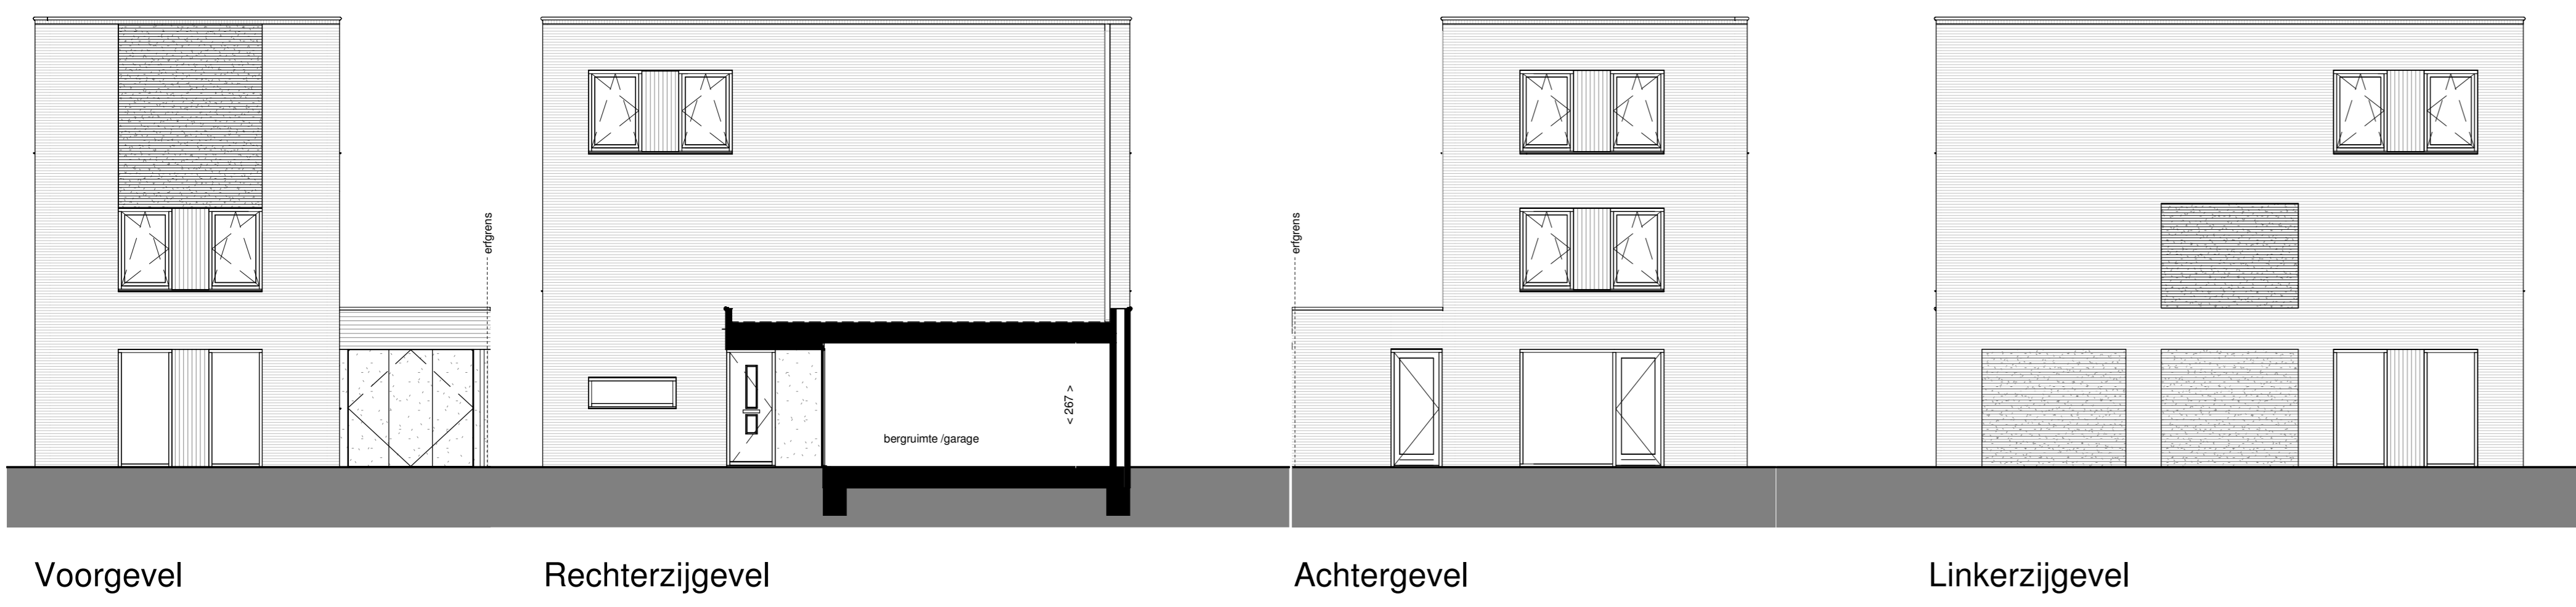 erfgrens
bergruimte /garage
< 267 >
erfgrens
Voorgevel
Rechterzijgevel
Achtergevel
Linkerzijgevel